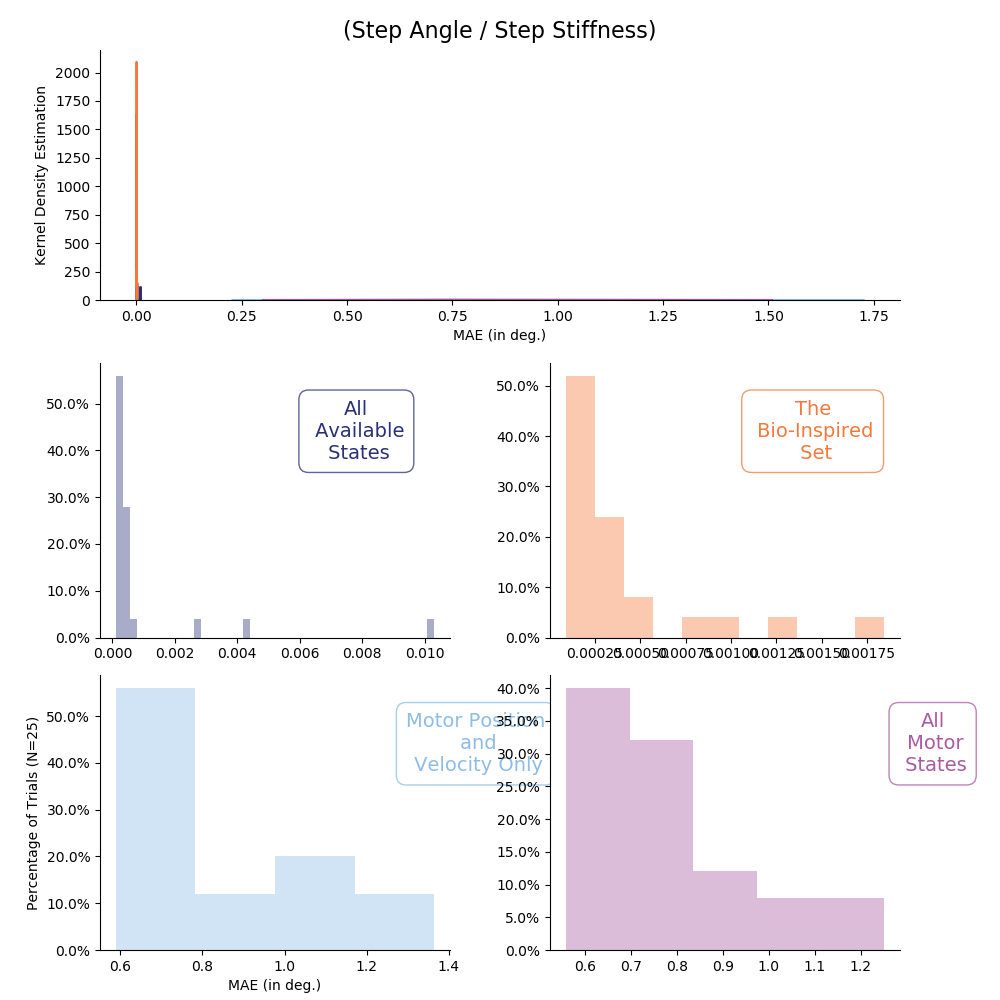 (Step Angle / Step Stiffness)
Kernel Density Estimation
2000
1750
1500
1250
1000
750
500
250
0
0.00 0.25 0.50 0.75 1.00 1.25 1.50 1.75
MAE (in deg.)
50.0%
40.0%
30.0%
20.0%
10.0%
0.0%
0.000 0.002 0.004 0.006 0.008 0.010
All
Available
States
50.0%
40.0%
30.0%
20.0%
10.0%
0.0%
0.00025 0.00050 0.00075 0.00100 0.00125 0.00150 0.00175
The
Bio-Inspired
Set
Percentage of Trials (N=25)
50.0%
40.0%
30.0%
20.0%
10.0%
0.0%
0.6 0.8 1.0 1.2 1.4
MAE (in deg.)
Motor Position
and
Velocity Only
40.0%
35.0%
30.0%
25.0%
20.0%
15.0%
10.0%
5.0%
0.0%
0.6 0.7 0.8 0.9 1.0 1.1 1.2
All
Motor
States